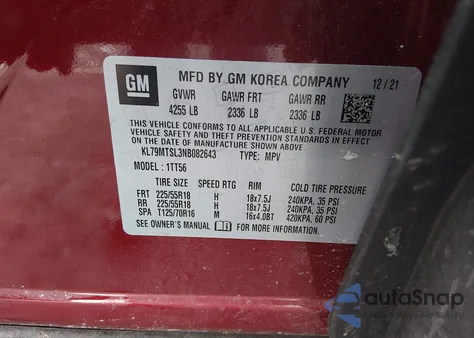 GM
MFD BY GM KOREA COMPANY 12/21
GVWR GAWR FRT GAWR RR
4255 LB 2336 LB 2336 LB
THIS VEHICLE CONFORMS TO ALL APPLICABLE U.S. FEDERAL MOTOR
VEHICLE SAFETY AND THEFT PREVENTION STANDARDS IN
EFFECT ON THE DATE OF MANUFACTURE SHOWN ABOVE.
KL79MTSL3NB082643 TYPE: MPV
MODEL: 1TT56
TIRE SIZE SPEED RTG RIM COLD TIRE PRESSURE
FRT 225/55R18 H 18x7.5J 240KPA, 35 PSI
RR 225/55R18 H 18x7.5J 240KPA, 35 PSI
SPA T125/70R16 M 16x4.0BT 420KPA, 60 PSI
SEE OWNER'S MANUAL FOR MORE INFORMATION.
autoSnap